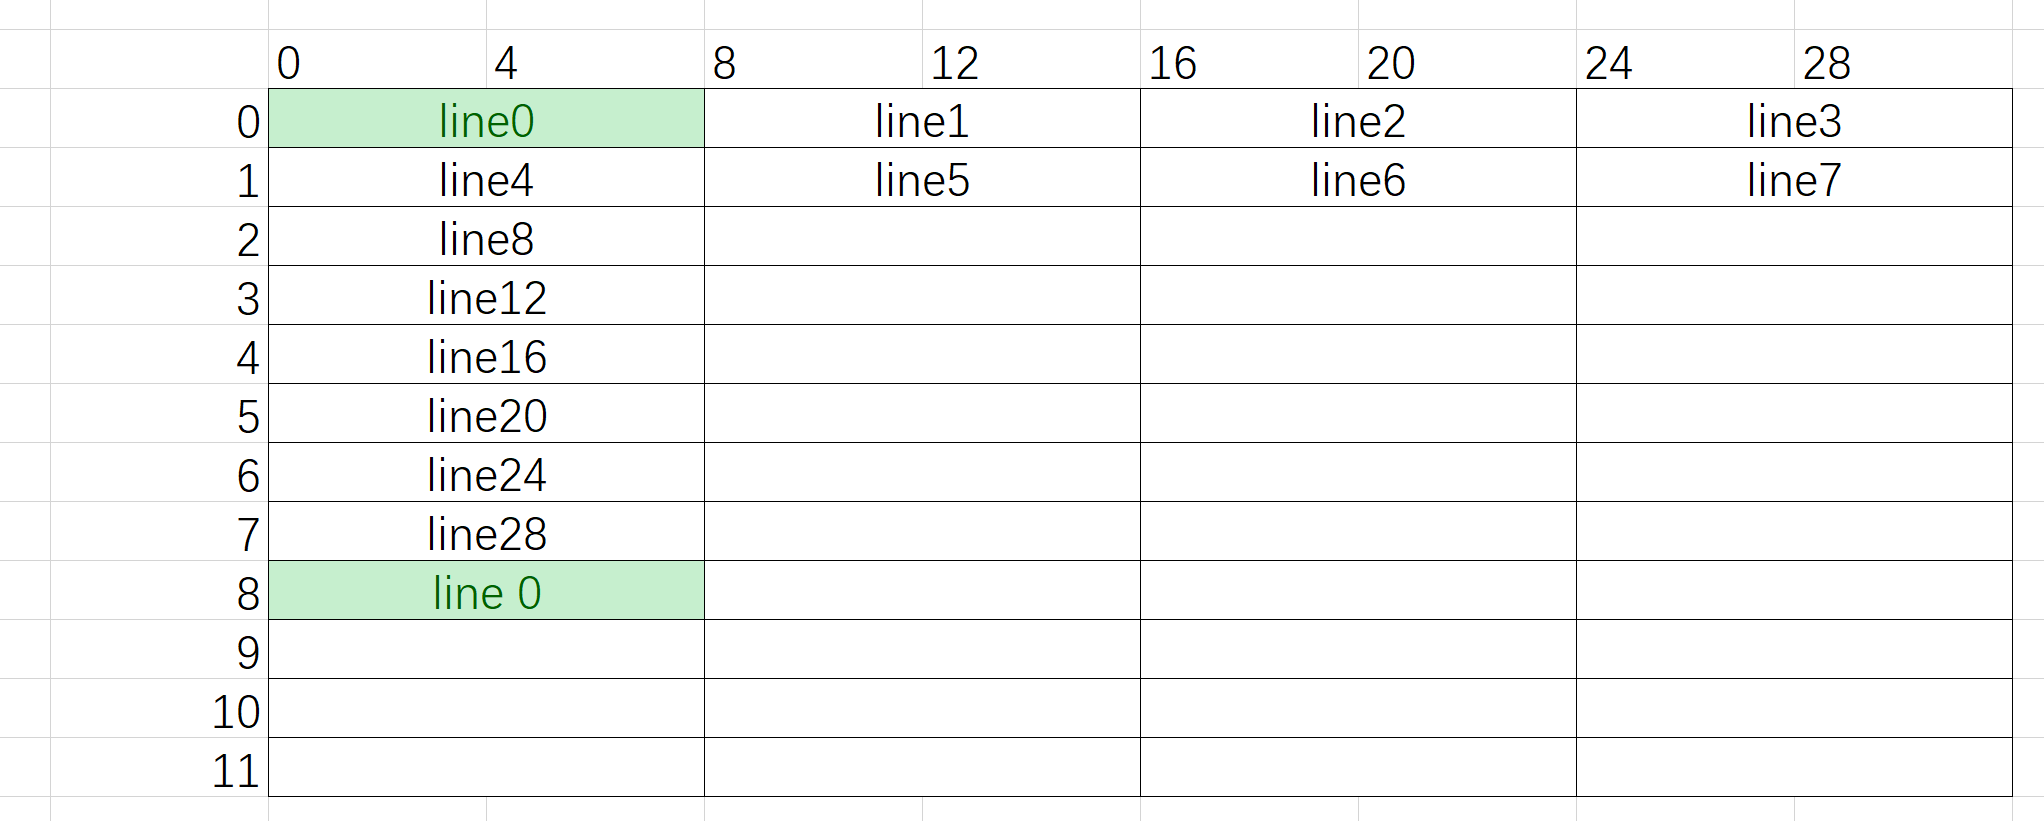 0 4 8 12 16 20 24 28
0 line0 line1 line2 line3
1 line4 line5 line6 line7
2 line8
3 line12
4 line16
5 line20
6 line24
7 line28
8 line 0
9
10
11